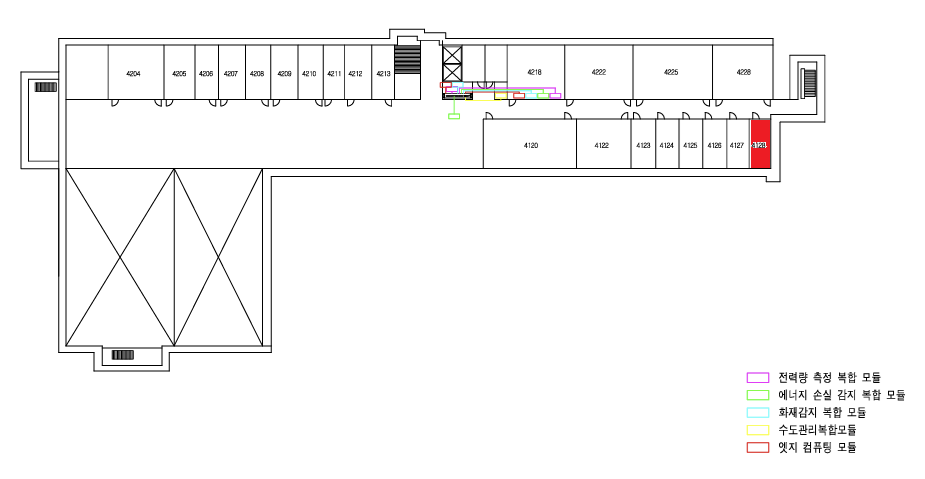 4204 4205 4206 4207 4208 4209 4210 4211 4212 4213 4218 4222 4225 4228
4120 4122 4123 4124 4125 4126 4127
전력량 측정 복합 모듈
에너지 손실 감지 복합 모듈
화재감지 복합 모듈
수도관리복합모듈
엣지 컴퓨팅 모듈